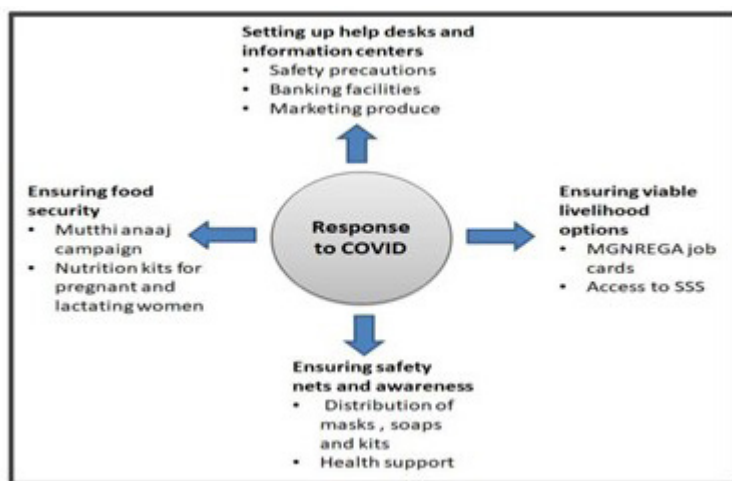 Setting up help desks and
information centers
• Safety precautions
• Banking facilities
• Marketing produce
Ensuring food
security
• Mutthi anaaj
campaign
• Nutrition kits for
pregnant and
lactating women
Response
to COVID
Ensuring viable
livelihood
options
• MGNREGA job
cards
• Access to SSS
Ensuring safety
nets and awareness
• Distribution of
masks , soaps
and kits
• Health support